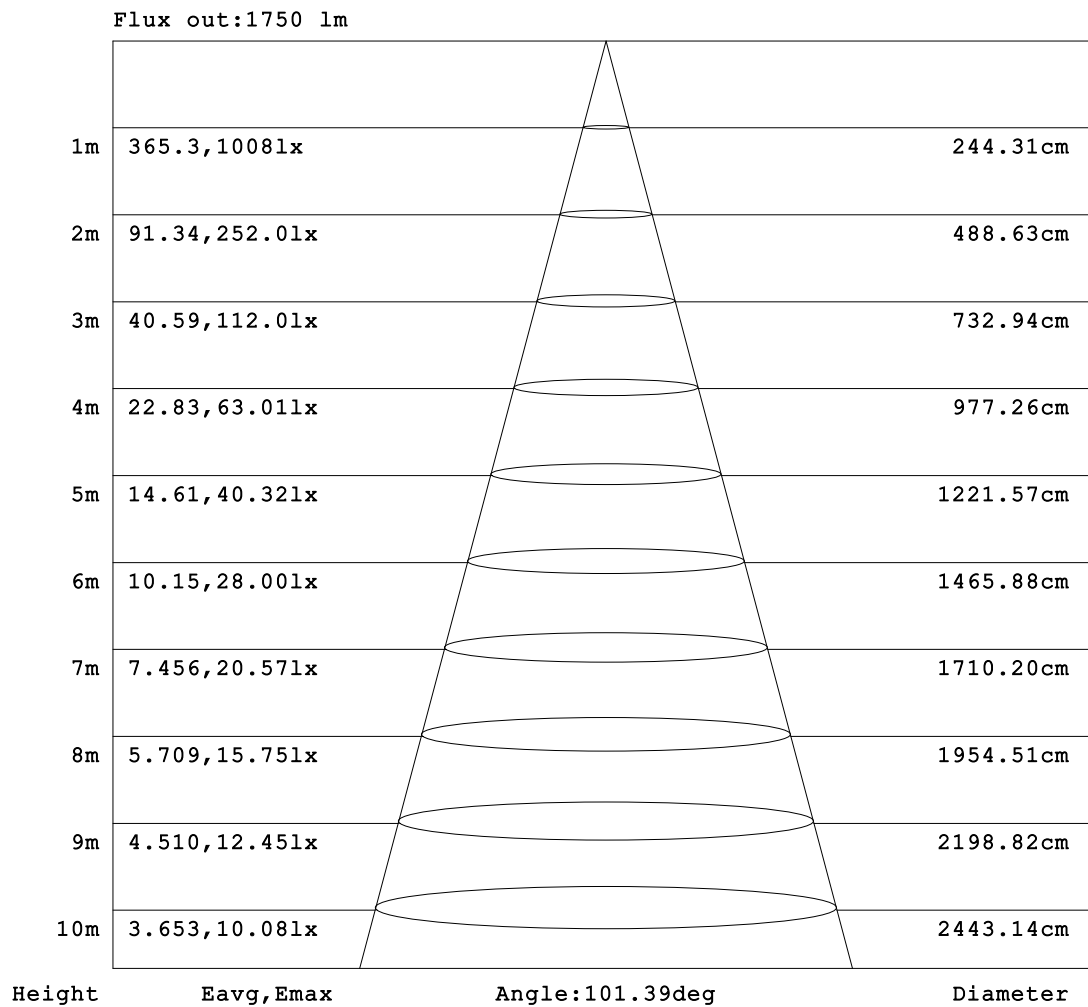 Flux out:1750 lm
1m 365.3,1008lx 244.31cm
2m 91.34,252.0lx 488.63cm
3m 40.59,112.0lx 732.94cm
4m 22.83,63.01lx 977.26cm
5m 14.61,40.32lx 1221.57cm
6m 10.15,28.00lx 1465.88cm
7m 7.456,20.57lx 1710.20cm
8m 5.709,15.75lx 1954.51cm
9m 4.510,12.45lx 2198.82cm
10m 3.653,10.08lx 2443.14cm
Height Eavg,Emax Angle:101.39deg Diameter